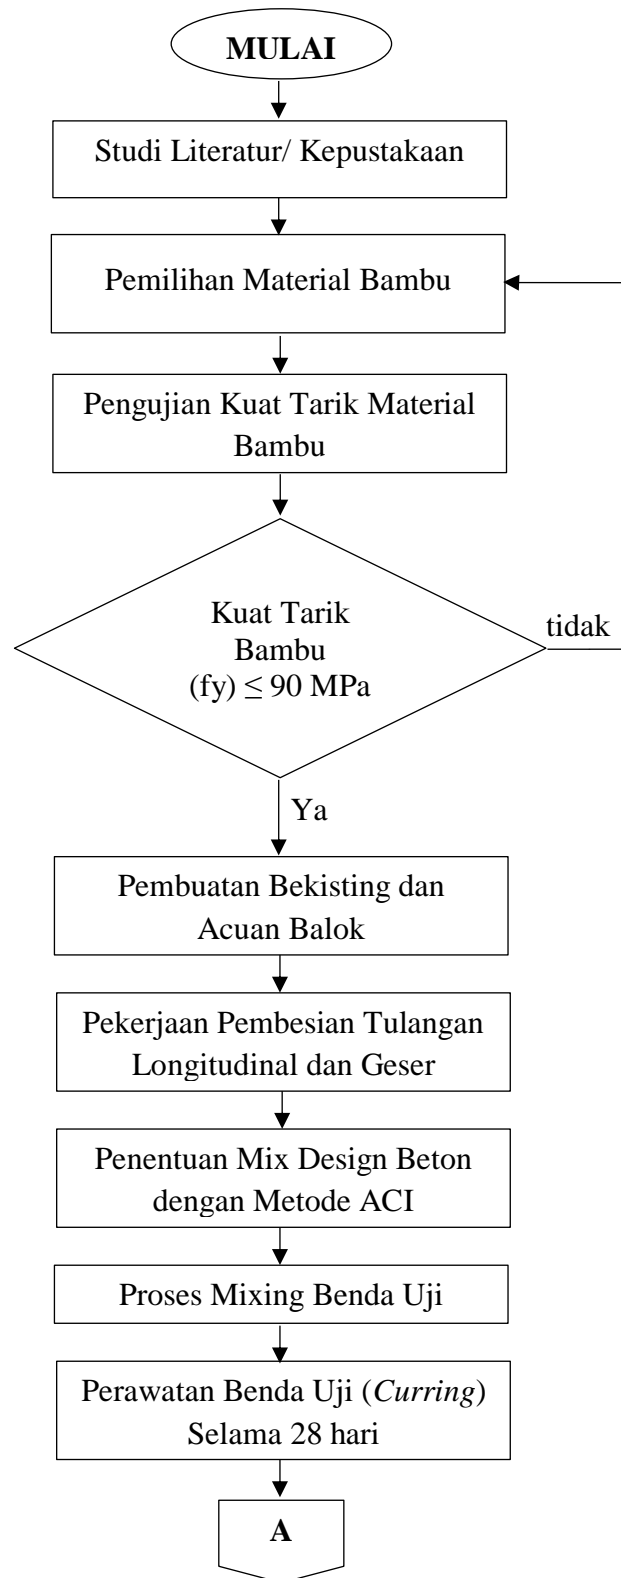 MULAI
Studi Literatur/ Kepustakaan
Pemilihan Material Bambu
Pengujian Kuat Tarik Material
Bambu
Kuat Tarik
Bambu
(fy) ≤ 90 MPa
tidak
Ya
Pembuatan Bekisting dan
Acuan Balok
Pekerjaan Pembesian Tulangan
Longitudinal dan Geser
Penentuan Mix Design Beton
dengan Metode ACI
Proses Mixing Benda Uji
Perawatan Benda Uji (Curring)
Selama 28 hari
A